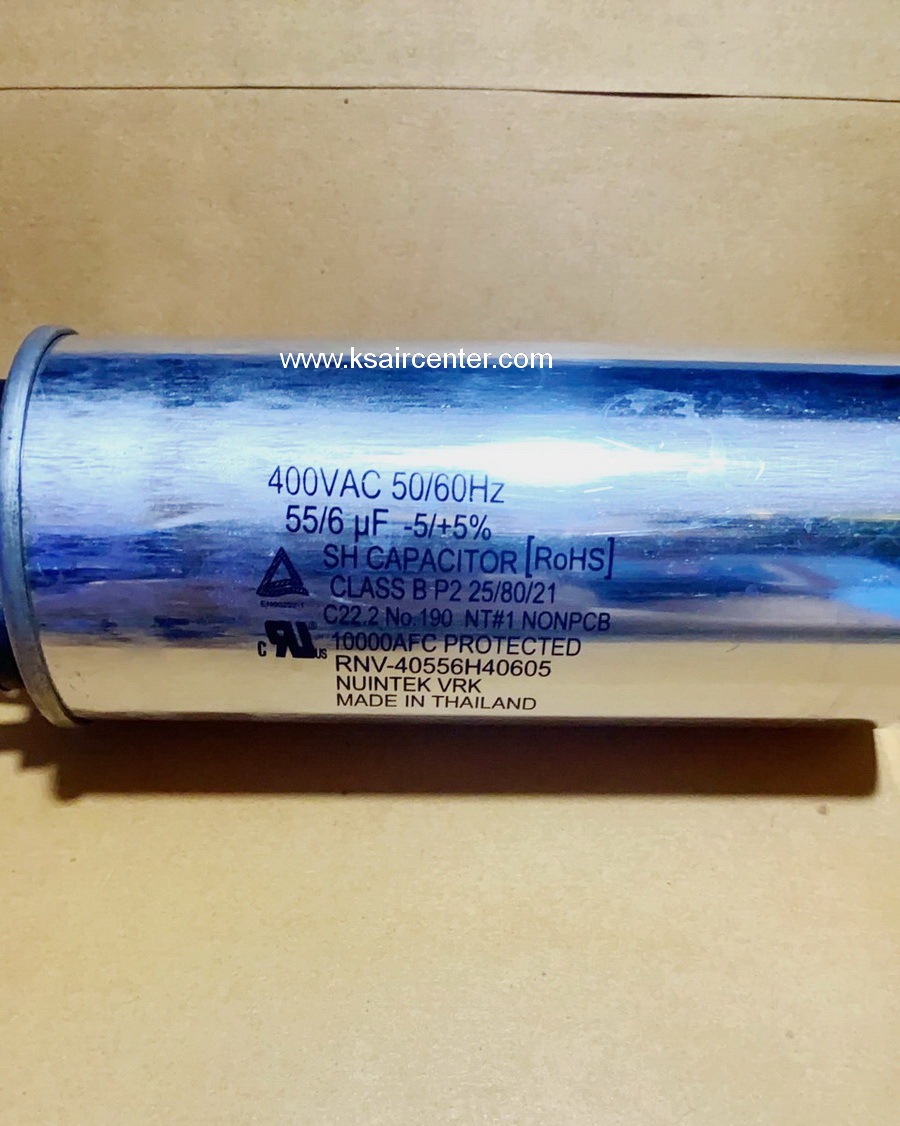 www.ksaircenter.com
400VAC 50/60Hz
55/6 µF -5/+5%
SH CAPACITOR [RoHS]
CLASS B P2 25/80/21
C22.2 No.190 NT#1 NONPCB
10000AFC PROTECTED
c US
RNV-40556H40605
NUINTEK VRK
MADE IN THAILAND